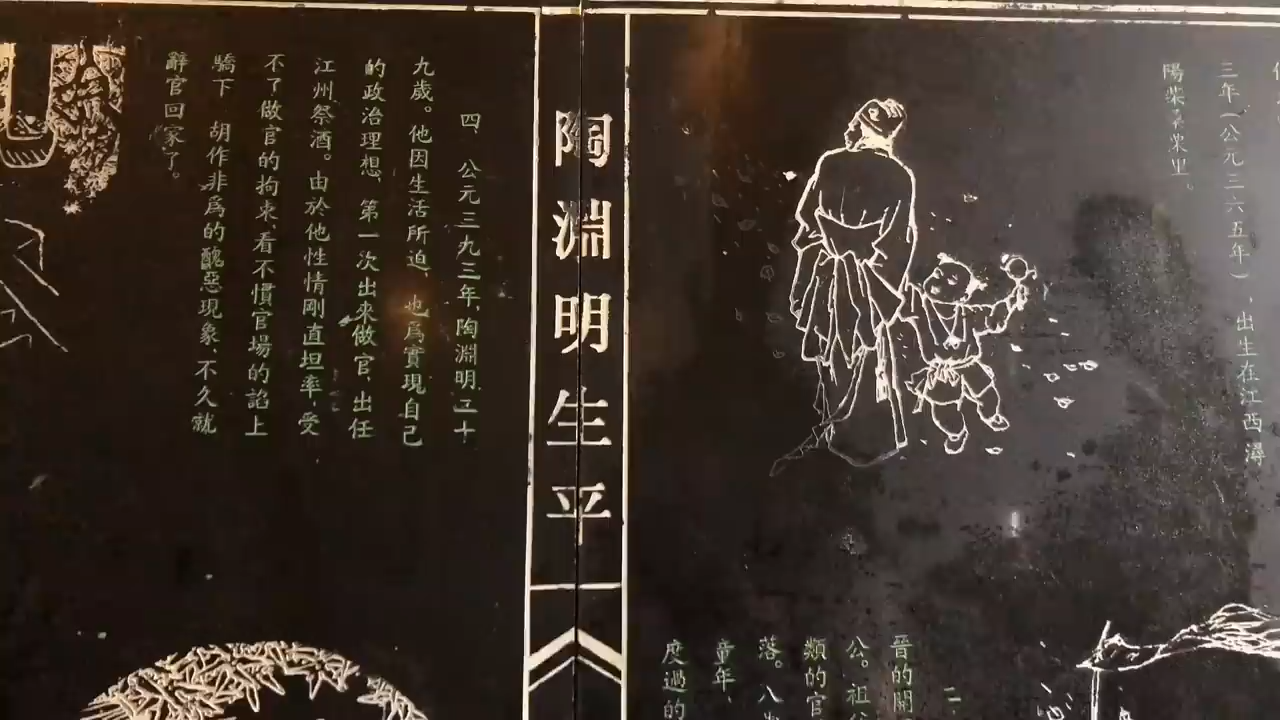 三年（公元三六五年），出生在江西潯
陽柴桑里。
二、
晉的開
公。祖
類的官
落。八
童年，
度過的
陶淵明生平
四、公元三九三年，陶淵明二十
九歲。他因生活所迫、也爲實現自己
的政治理想、第一次出來做官、出任
江州祭酒。由於他性情剛直坦率，受
不了做官的拘束，看不慣官場的諂上
驕下 胡作非爲的醜惡現象，不久就
辭官回家了。